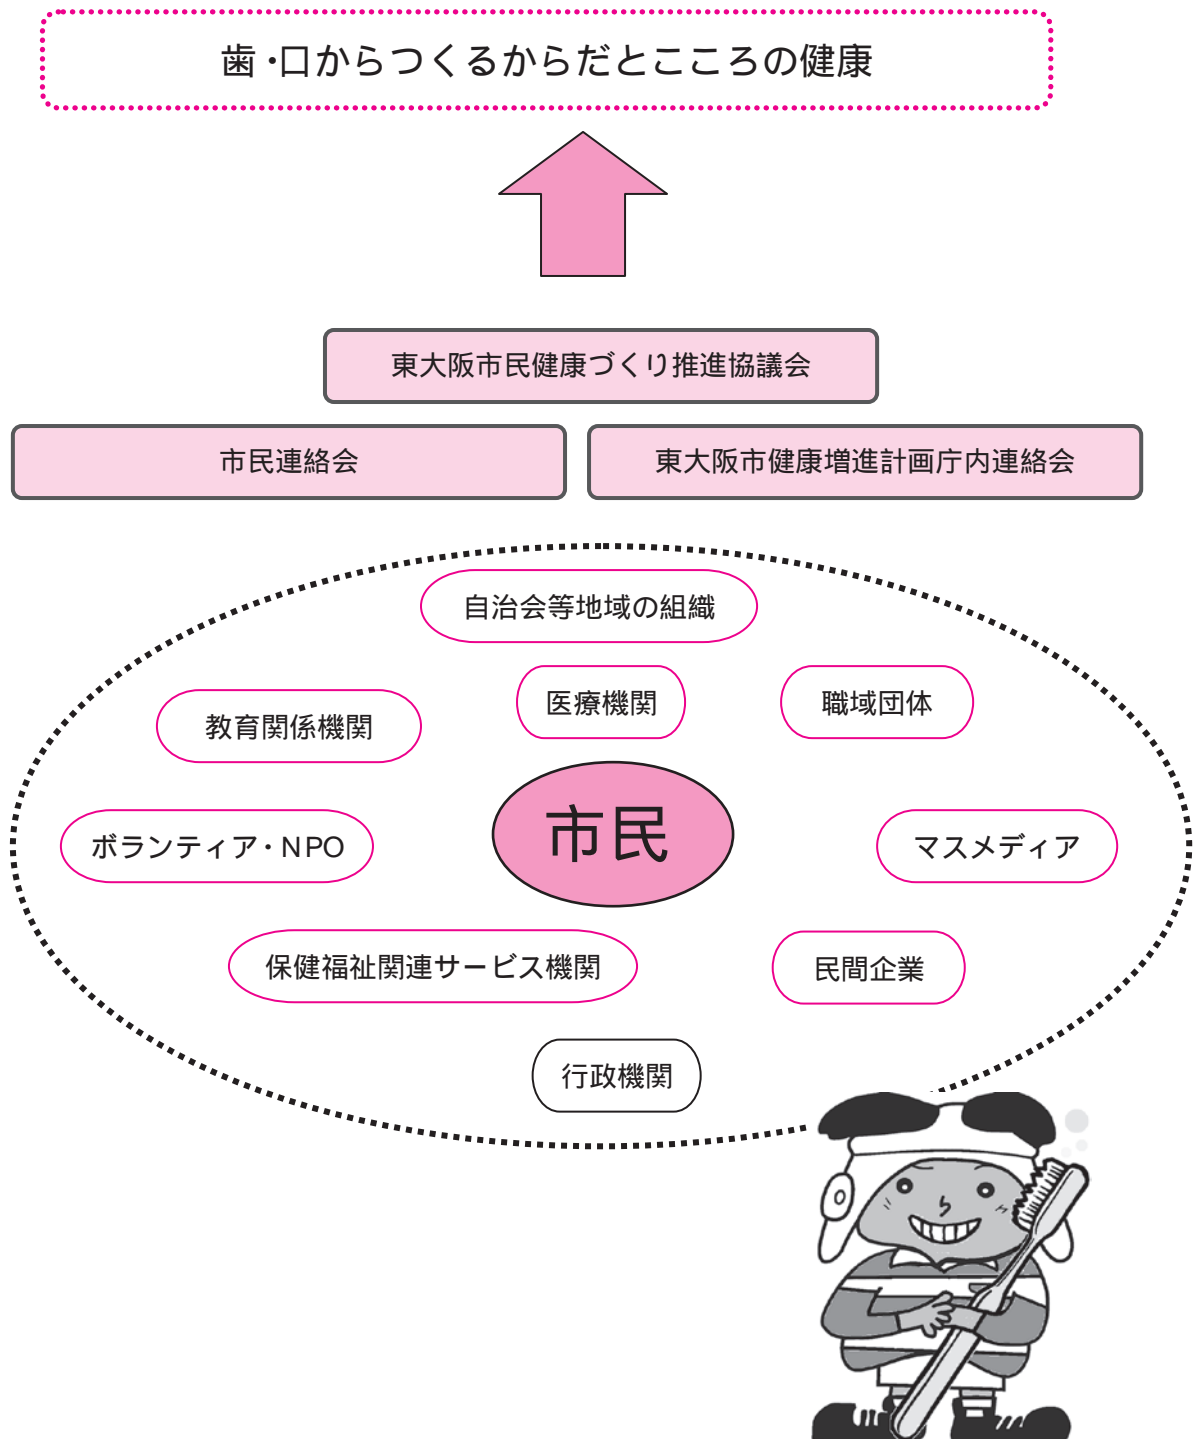 歯・口からつくるからだとこころの健康
東大阪市民健康づくり推進協議会
市民連絡会
東大阪市健康増進計画庁内連絡会
自治会等地域の組織
医療機関
職域団体
教育関係機関
市民
ボランティア・NPO
マスメディア
保健福祉関連サービス機関
民間企業
行政機関